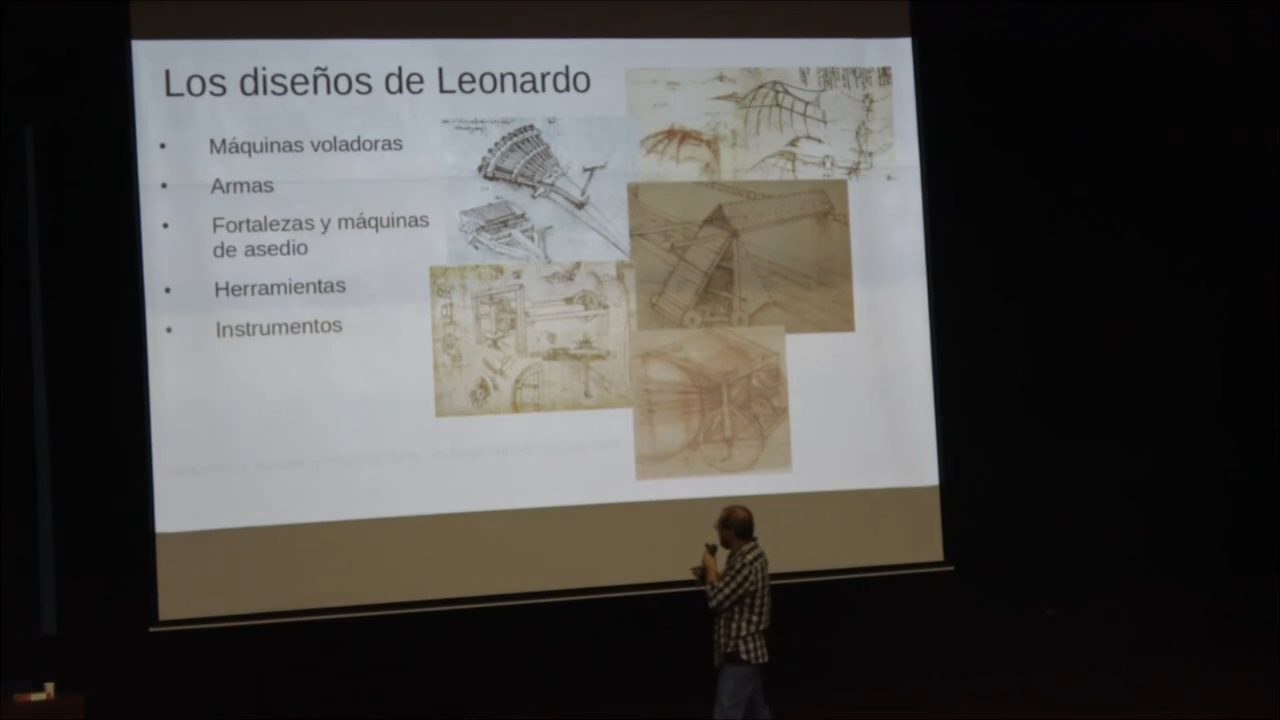 Los diseños de Leonardo
Máquinas voladoras
Armas
Fortalezas y máquinas
de asedio
Herramientas
Instrumentos